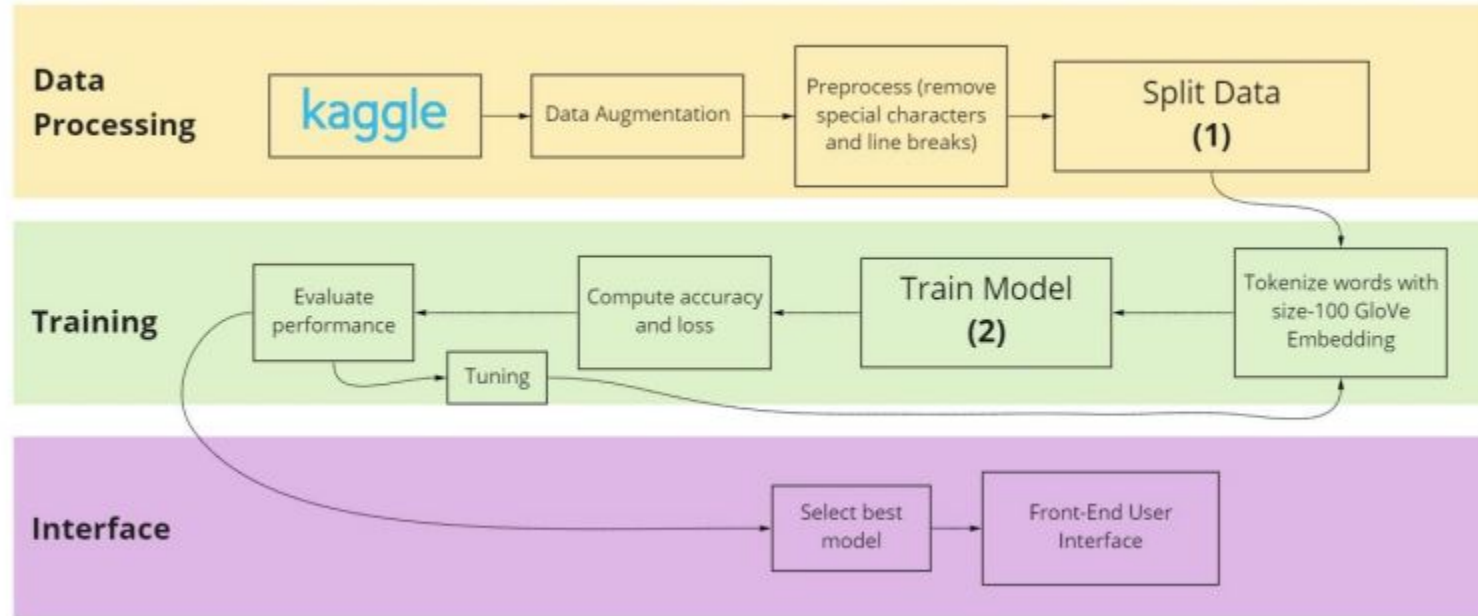 Data
Processing
kaggle
Data Augmentation
Preprocess (remove
special characters
and line breaks)
Split Data
(1)
Training
Evaluate
performance
Tuning
Compute accuracy
and loss
Train Model
(2)
Tokenize words with
size-100 GloVe
Embedding
Interface
Select best
model
Front-End User
Interface